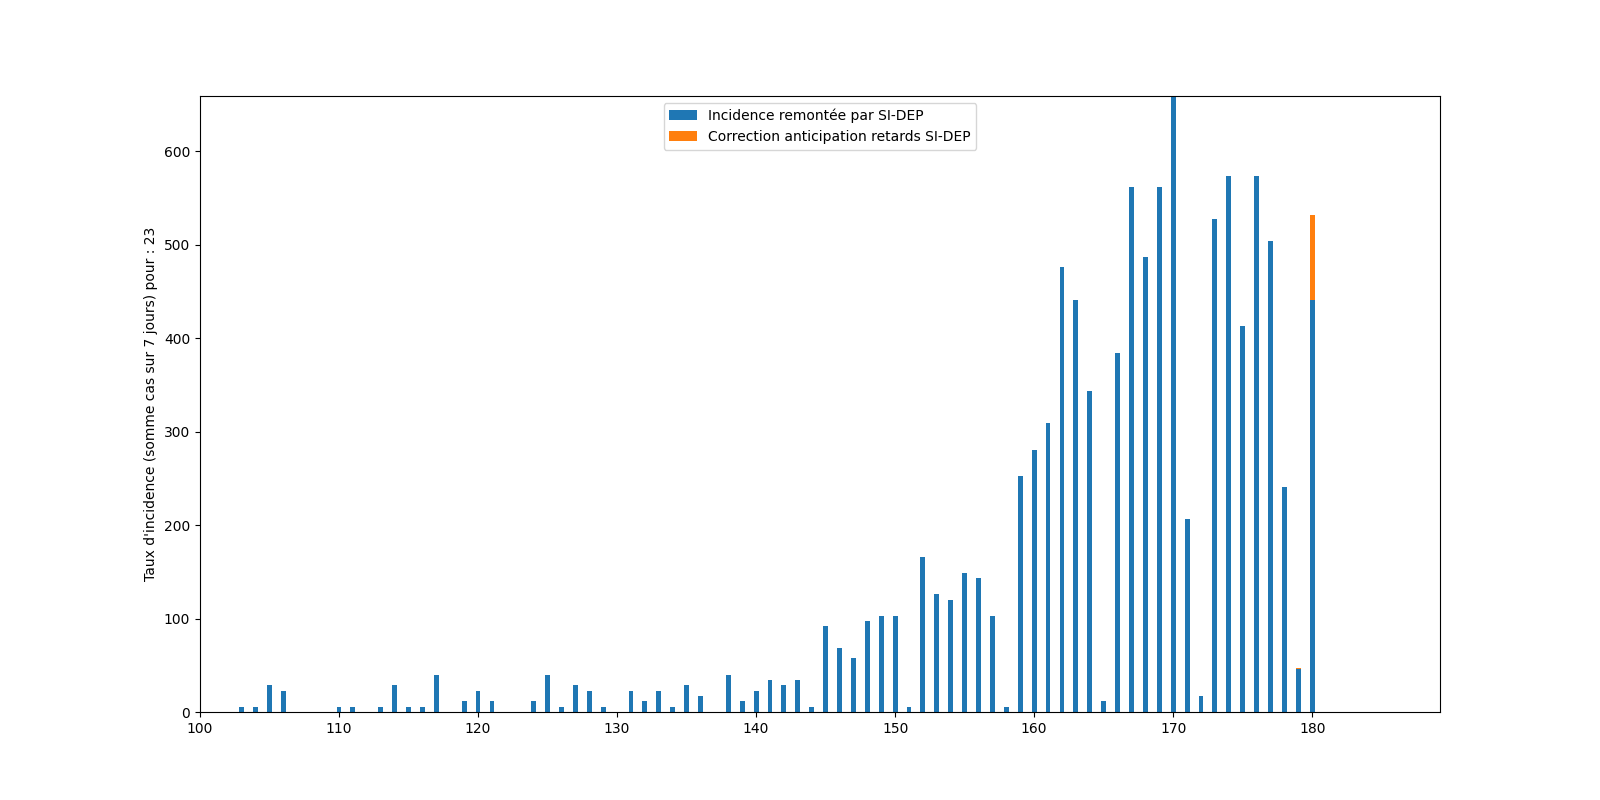 Incidence remontée par SI-DEP
Correction anticipation retards SI-DEP
Taux d'incidence (somme cas sur 7 jours) pour : 23
600
500
400
300
200
100
0
100 110 120 130 140 150 160 170 180